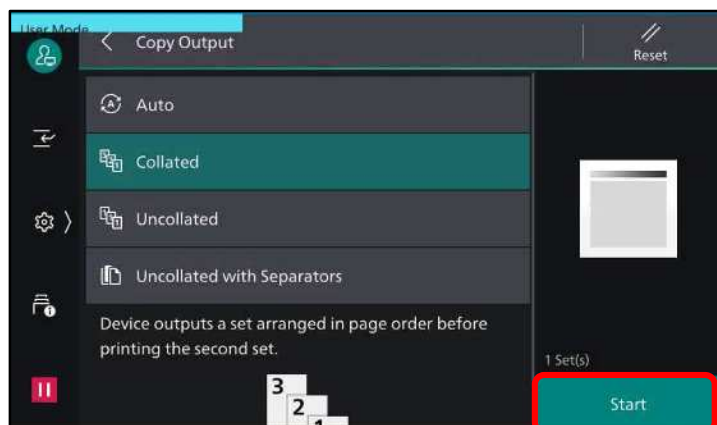 User Mode
Copy Output
Reset
Auto
Collated
Uncollated
Uncollated with Separators
Device outputs a set arranged in page order before
printing the second set.
3
2
1
1 Set(s)
Start